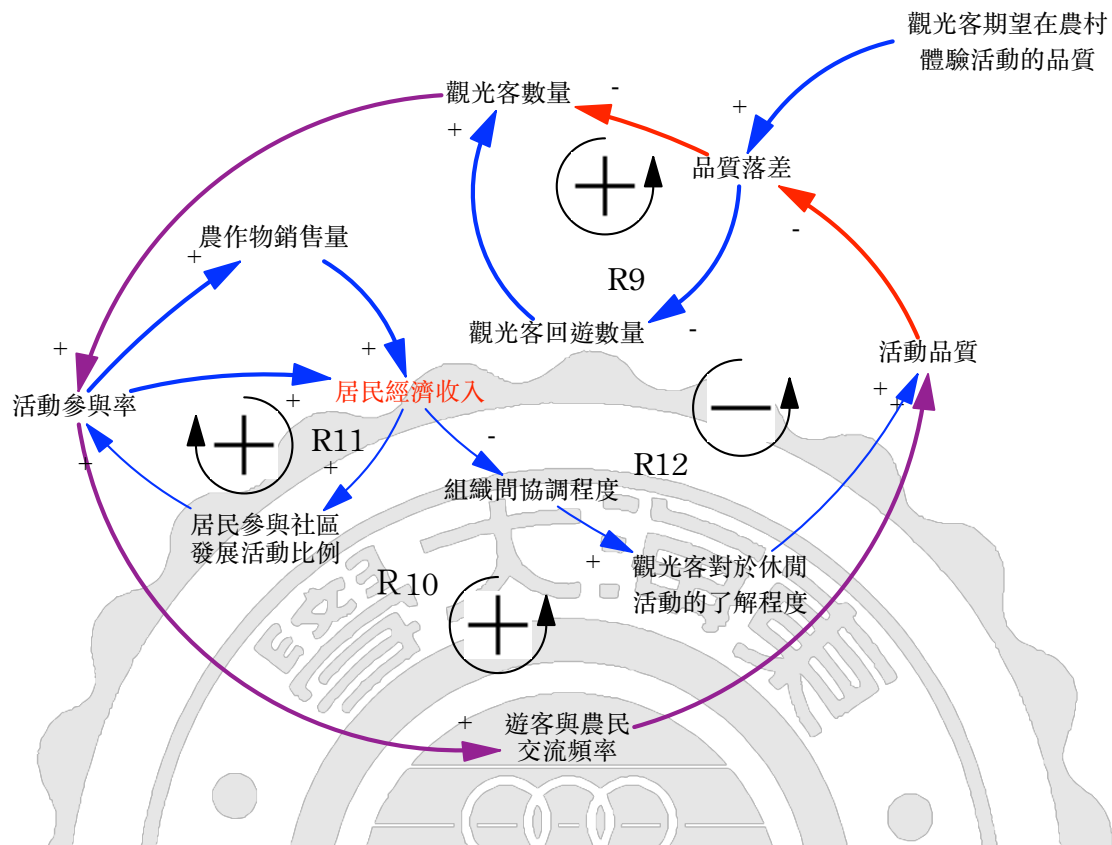 觀光客期望在農村
體驗活動的品質
觀光客數量
-
+
+
品質落差
-
農作物銷售量
+
R9
觀光客回遊數量
-
+
+
活動品質
居民經濟收入
+
+
+
活動參與率
R11
-
+
+
R12
組織間協調程度
居民參與社區
發展活動比例
+
觀光客對於休閒
活動的了解程度
R10
+
遊客與農民
交流頻率